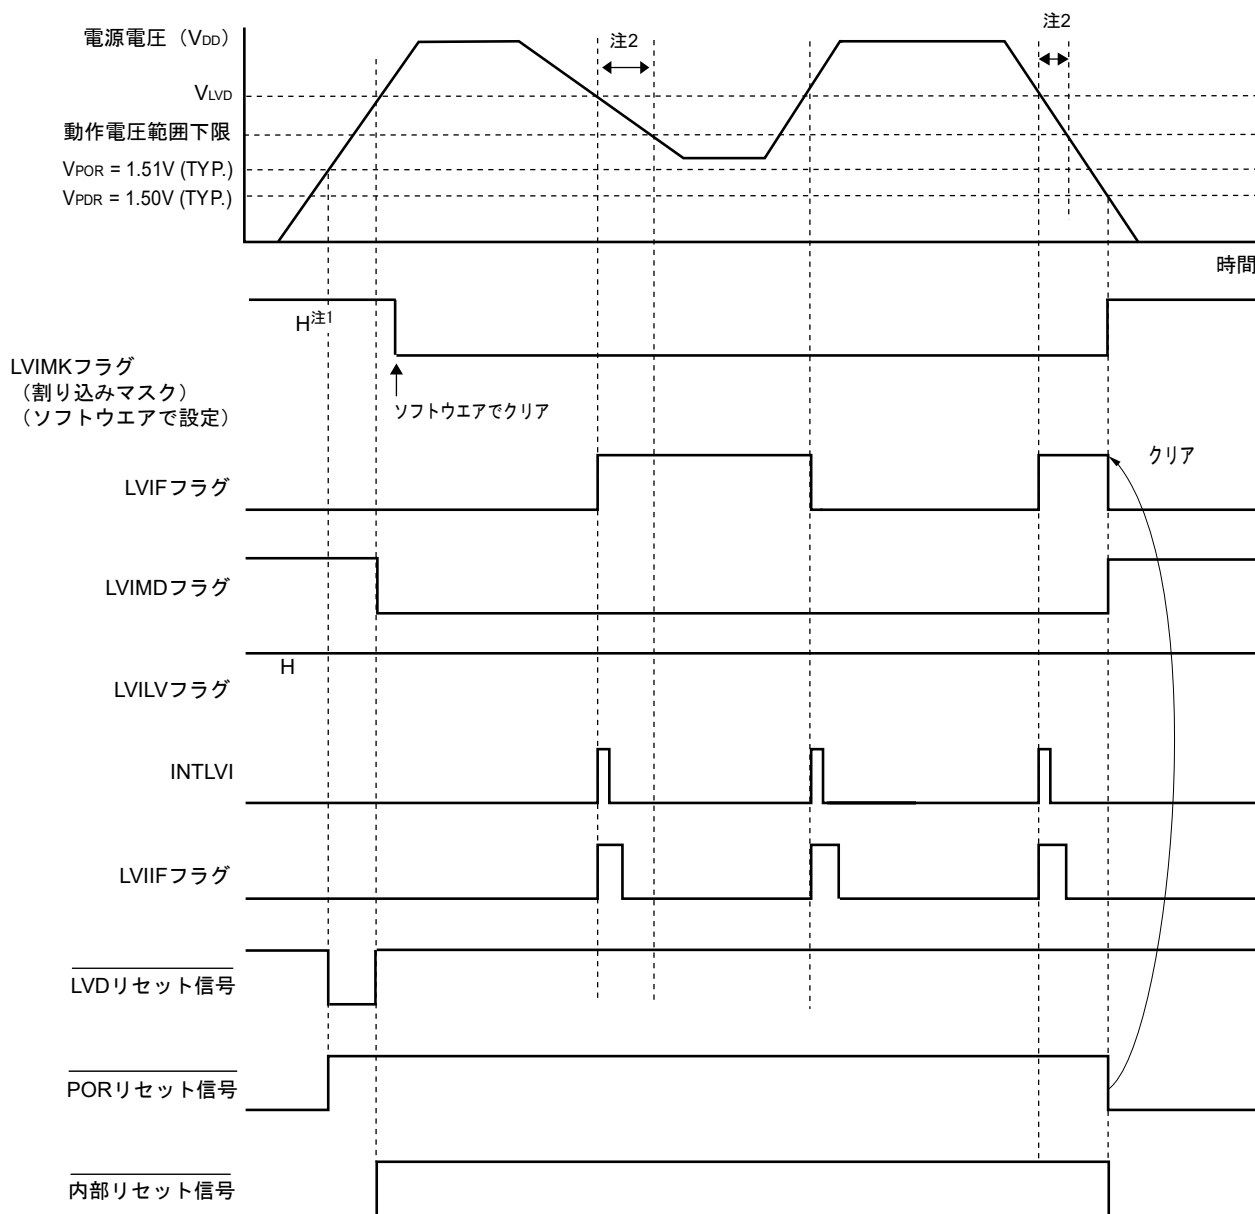 注2
注2
電源電圧（VDD）
VLVD
動作電圧範囲下限
VPOR = 1.51V (TYP.)
VPDR = 1.50V (TYP.)
時間
H注1
LVIMKフラグ
（割り込みマスク）
（ソフトウエアで設定）
ソフトウエアでクリア
クリア
LVIFフラグ
LVIMDフラグ
H
LVILVフラグ
INTLVI
LVIIFフラグ
LVDリセット信号
PORリセット信号
内部リセット信号